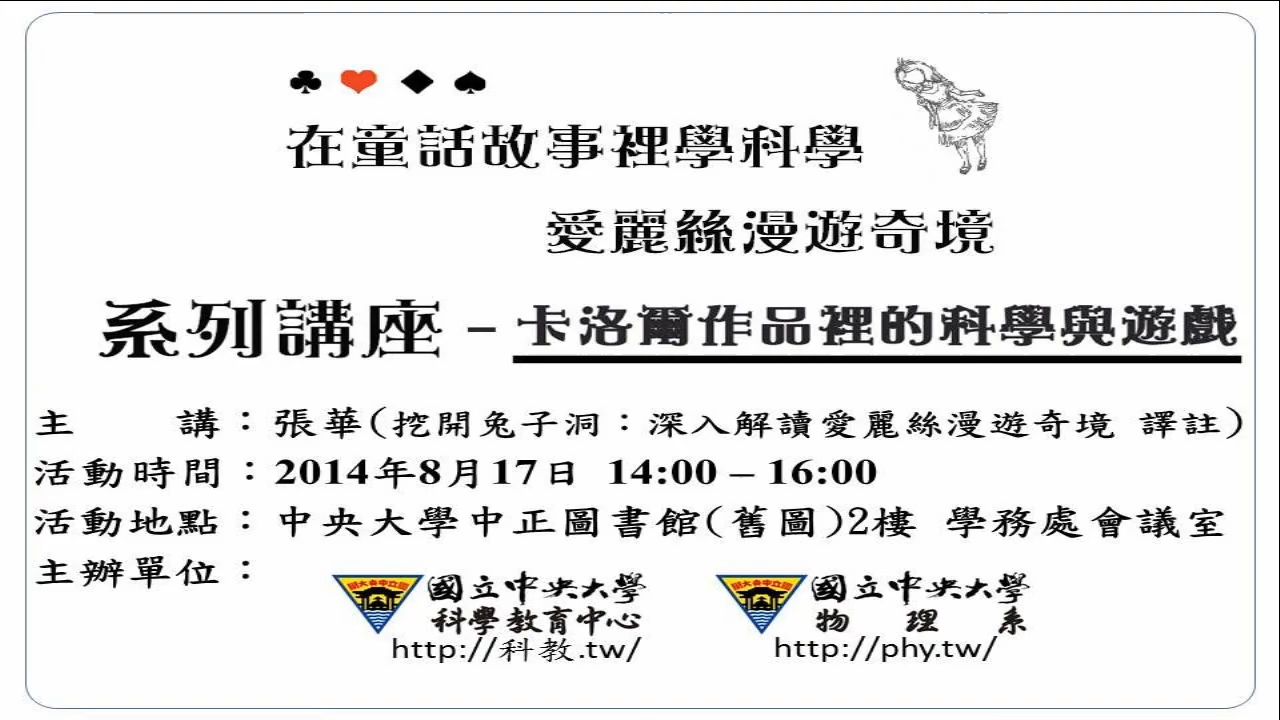 ♣ ♥ ♦ ♠
在童話故事裡學科學
愛麗絲漫遊奇境
系列講座 – 卡洛爾作品裡的科學與遊戲
主　　講：張華(挖開兔子洞：深入解讀愛麗絲漫遊奇境 譯註)
活動時間：2014年8月17日 14:00 – 16:00
活動地點：中央大學中正圖書館(舊圖)2樓 學務處會議室
主辦單位：
國立中央大學
科學教育中心
http://科教.tw/
國立中央大學
物理系
http://phy.tw/